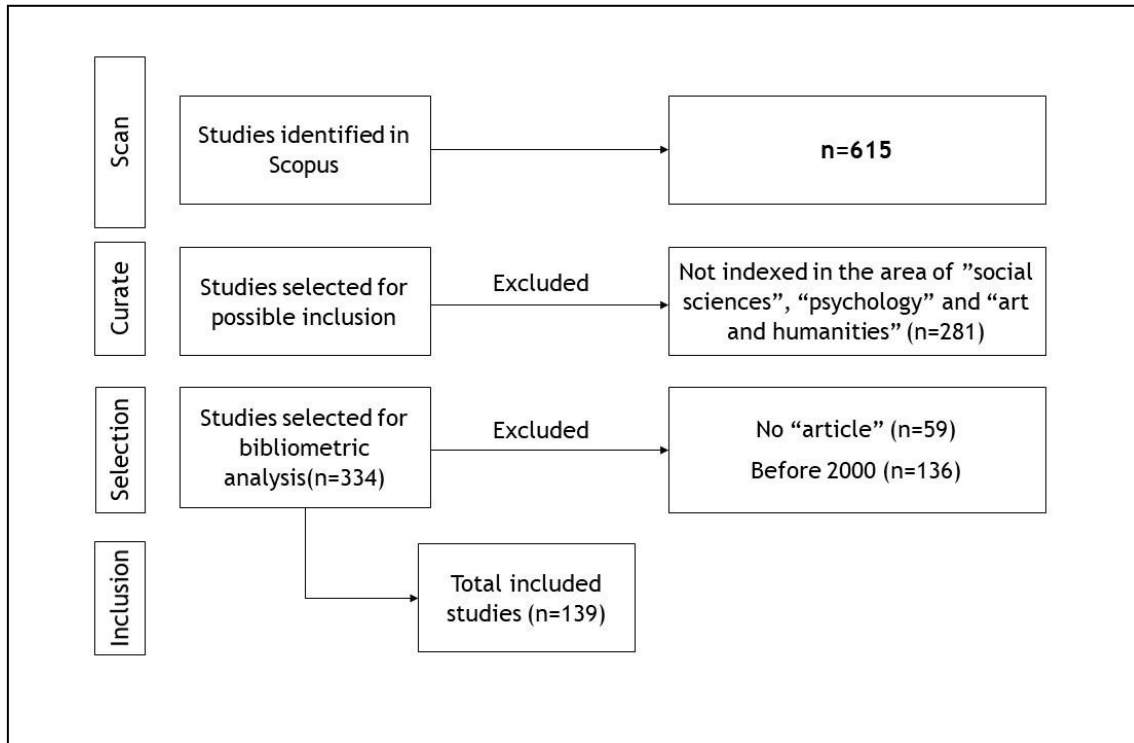 Scan
Studies identified in
Scopus
n=615
Curate
Studies selected for
possible inclusion
Excluded
Not indexed in the area of ”social
sciences”, “psychology” and “art
and humanities” (n=281)
Selection
Studies selected for
bibliometric
analysis(n=334)
Excluded
No “article” (n=59)
Before 2000 (n=136)
Inclusion
Total included
studies (n=139)